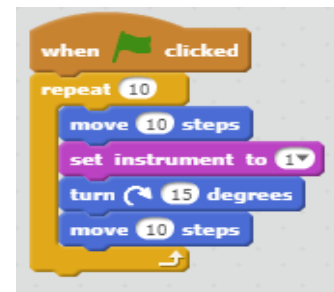 when clicked
repeat 10
move 10 steps
set instrument to 1
turn 15 degrees
move 10 steps